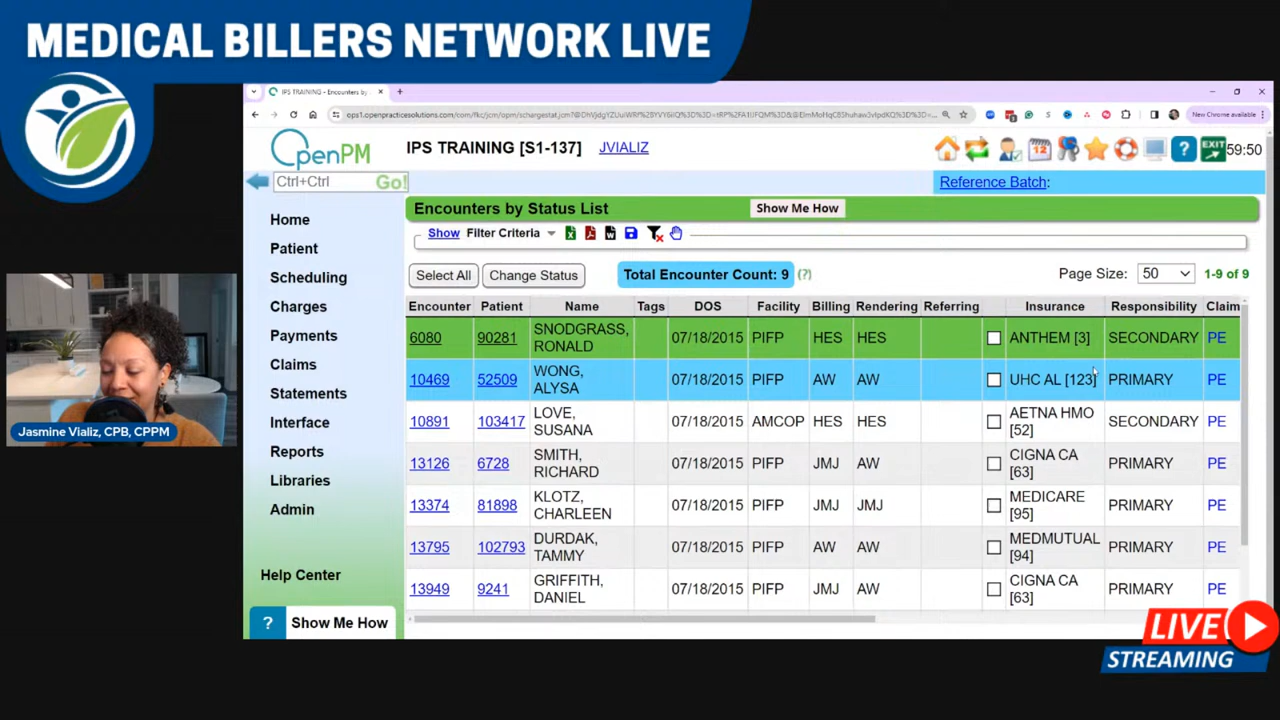 MEDICAL BILLERS NETWORK LIVE
IPS TRAINING - Encounters by
New Chrome available
OpenPM
IPS TRAINING [S1-137] JVIALIZ
12
?
EXIT
59:50
Ctrl+Ctrl Go!
Reference Batch:
Home
Patient
Scheduling
Charges
Payments
Claims
Statements
Interface
Reports
Libraries
Admin
Help Center
? Show Me How
Encounters by Status List Show Me How
Show Filter Criteria
Select All Change Status Total Encounter Count: 9 (?) Page Size: 50 1-9 of 9
Encounter Patient Name Tags DOS Facility Billing Rendering Referring Insurance Responsibility Claim
6080 90281 SNODGRASS, RONALD 07/18/2015 PIFP HES HES ANTHEM [3] SECONDARY PE
10469 52509 WONG, ALYSA 07/18/2015 PIFP AW AW UHC AL [123] PRIMARY PE
10891 103417 LOVE, SUSANA 07/18/2015 AMCOP HES HES AETNA HMO [52] SECONDARY PE
13126 6728 SMITH, RICHARD 07/18/2015 PIFP JMJ AW CIGNA CA [63] PRIMARY PE
13374 81898 KLOTZ, CHARLEEN 07/18/2015 PIFP JMJ JMJ MEDICARE [95] PRIMARY PE
13795 102793 DURDAK, TAMMY 07/18/2015 PIFP AW AW MEDMUTUAL [94] PRIMARY PE
13949 9241 GRIFFITH, DANIEL 07/18/2015 PIFP JMJ AW CIGNA CA [63] PRIMARY PE
Jasmine Vializ, CPB, CPPM
LIVE
STREAMING